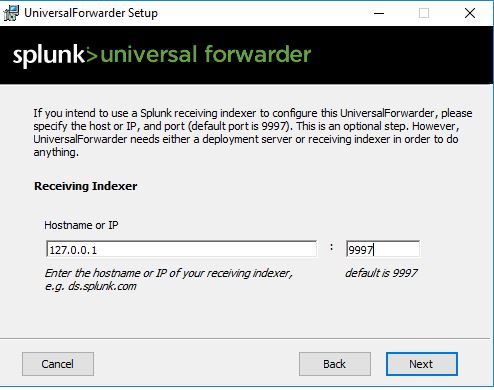 UniversalForwarder Setup
splunk> universal forwarder
If you intend to use a Splunk receiving indexer to configure this UniversalForwarder, please
specify the host or IP, and port (default port is 9997). This is an optional step. However,
UniversalForwarder needs either a deployment server or receiving indexer in order to do
anything.
Receiving Indexer
Hostname or IP
127.0.0.1 : 9997
Enter the hostname or IP of your receiving indexer, default is 9997
e.g. ds.splunk.com
Cancel Back Next